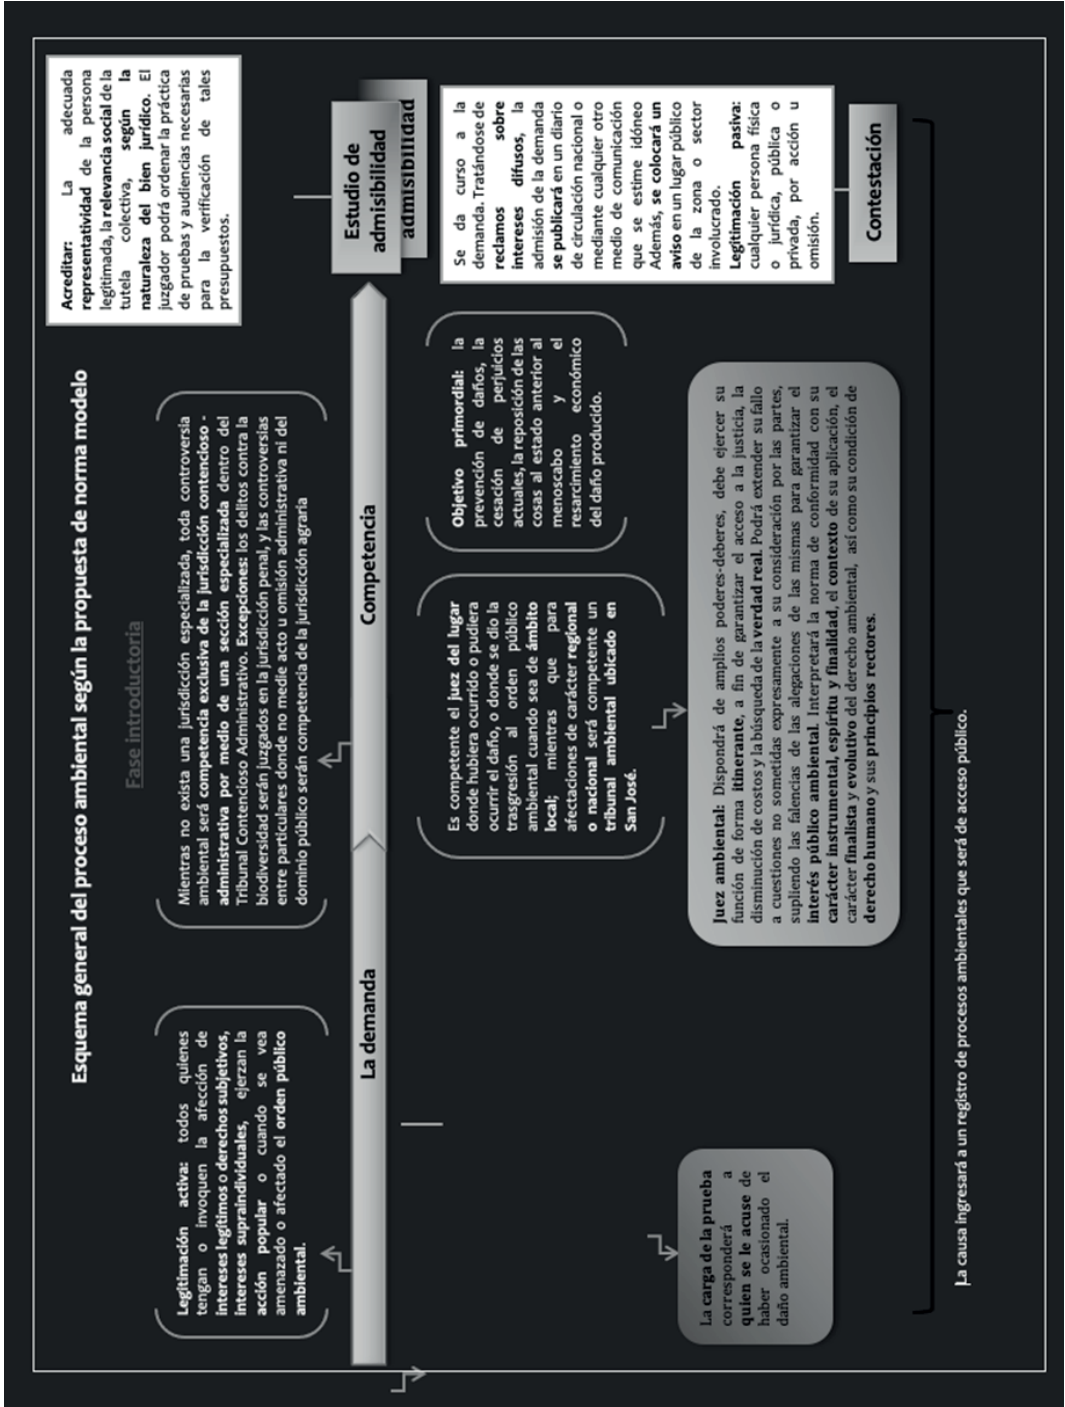 Esquema general del proceso ambiental según la propuesta de norma modelo
Fase introductoria
Legitimación activa: todos quienes
tengan o invoquen la afección de
intereses legítimos o derechos subjetivos,
intereses supraindividuales, ejerzan la
acción popular o cuando se vea
amenazado o afectado el orden público
ambiental.
Mientras no exista una jurisdicción especializada, toda controversia
ambiental será competencia exclusiva de la jurisdicción contencioso -
administrativa por medio de una sección especializada dentro del
Tribunal Contencioso Administrativo. Excepciones: los delitos contra la
biodiversidad serán juzgados en la jurisdicción penal, y las controversias
entre particulares donde no medie acto u omisión administrativa ni del
dominio público serán competencia de la jurisdicción agraria
Acreditar: La adecuada
representatividad de la persona
legitimada, la relevancia social de la
tutela colectiva, según la
naturaleza del bien jurídico. El
juzgador podrá ordenar la práctica
de pruebas y audiencias necesarias
para la verificación de tales
presupuestos.
La demanda
Competencia
Estudio de
admisibilidad
admisibilidad
Es competente el juez del lugar
donde hubiera ocurrido o pudiera
ocurrir el daño, o donde se dio la
trasgresión al orden público
ambiental cuando sea de ámbito
local; mientras que para
afectaciones de carácter regional
o nacional será competente un
tribunal ambiental ubicado en
San José.
Objetivo primordial: la
prevención de daños, la
cesación de perjuicios
actuales, la reposición de las
cosas al estado anterior al
menoscabo y el
resarcimiento económico
del daño producido.
Se da curso a la
demanda. Tratándose de
reclamos sobre
intereses difusos, la
admisión de la demanda
se publicará en un diario
de circulación nacional o
mediante cualquier otro
medio de comunicación
que se estime idóneo
Además, se colocará un
aviso en un lugar público
de la zona o sector
involucrado.
Legitimación pasiva:
cualquier persona física
o jurídica, pública o
privada, por acción u
omisión.
La carga de la prueba
corresponderá a
quien se le acuse de
haber ocasionado el
daño ambiental.
Juez ambiental: Dispondrá de amplios poderes-deberes, debe ejercer su
función de forma itinerante, a fin de garantizar el acceso a la justicia, la
disminución de costos y la búsqueda de la verdad real. Podrá extender su fallo
a cuestiones no sometidas expresamente a su consideración por las partes,
supliendo las falencias de las alegaciones de las mismas para garantizar el
interés público ambiental. Interpretará la norma de conformidad con su
carácter instrumental, espíritu y finalidad, el contexto de su aplicación, el
carácter finalista y evolutivo del derecho ambiental, así como su condición de
derecho humano y sus principios rectores.
Contestación
La causa ingresará a un registro de procesos ambientales que será de acceso público.